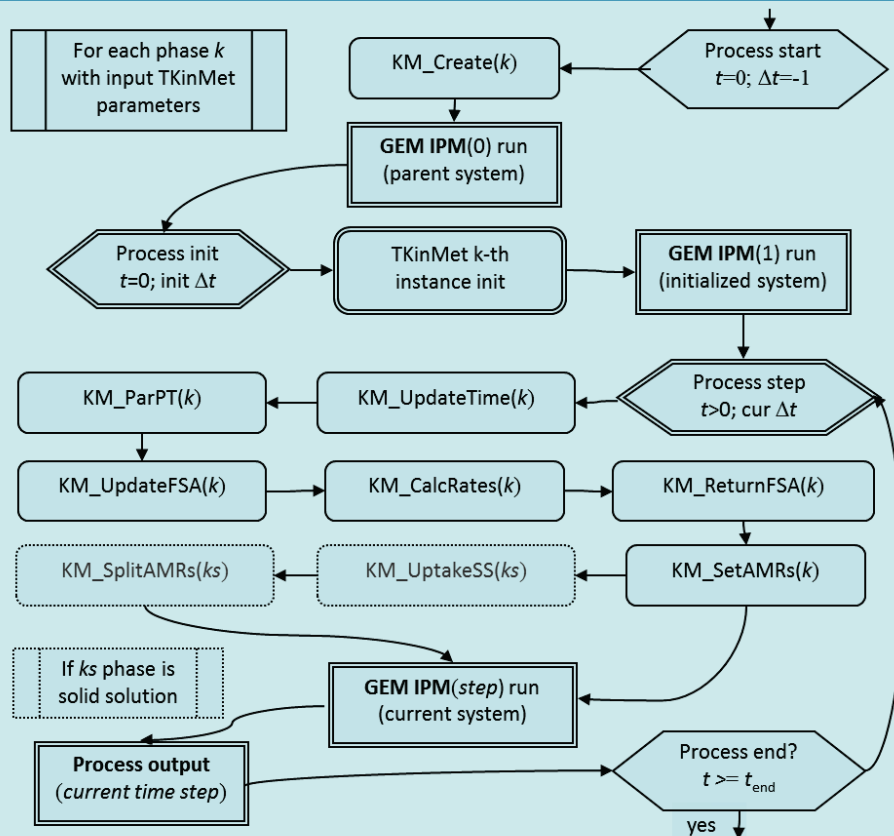 For each phase k
with input TKinMet
parameters
KM_Create(k)
Process start
t=0; Δt=-1
GEM IPM(0) run
(parent system)
Process init
t=0; init Δt
TKinMet k-th
instance init
GEM IPM(1) run
(initialized system)
KM_ParPT(k)
KM_UpdateTime(k)
Process step
t>0; cur Δt
KM_UpdateFSA(k)
KM_CalcRates(k)
KM_ReturnFSA(k)
KM_SplitAMRs(ks)
KM_UptakeSS(ks)
KM_SetAMRs(k)
If ks phase is
solid solution
GEM IPM(step) run
(current system)
Process output
(current time step)
Process end?
t >= tend
yes